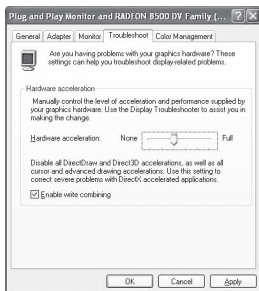 Plug and Play Monitor and RADEON 8500 DV Family (...
General Adapter Monitor Troubleshoot Color Management
Are you having problems with your graphics hardware? These
settings can help you troubleshoot display-related problems.
Hardware acceleration
Manually control the level of acceleration and performance supplied by
your graphics hardware. Use the Display Troubleshooter to assist you in
making the change.
Hardware acceleration: None Full
Disable all DirectDraw and Direct3D accelerations, as well as all
cursor and advanced drawing accelerations. Use this setting to
correct severe problems with DirectX accelerated applications.
Enable write combining
OK Cancel Apply